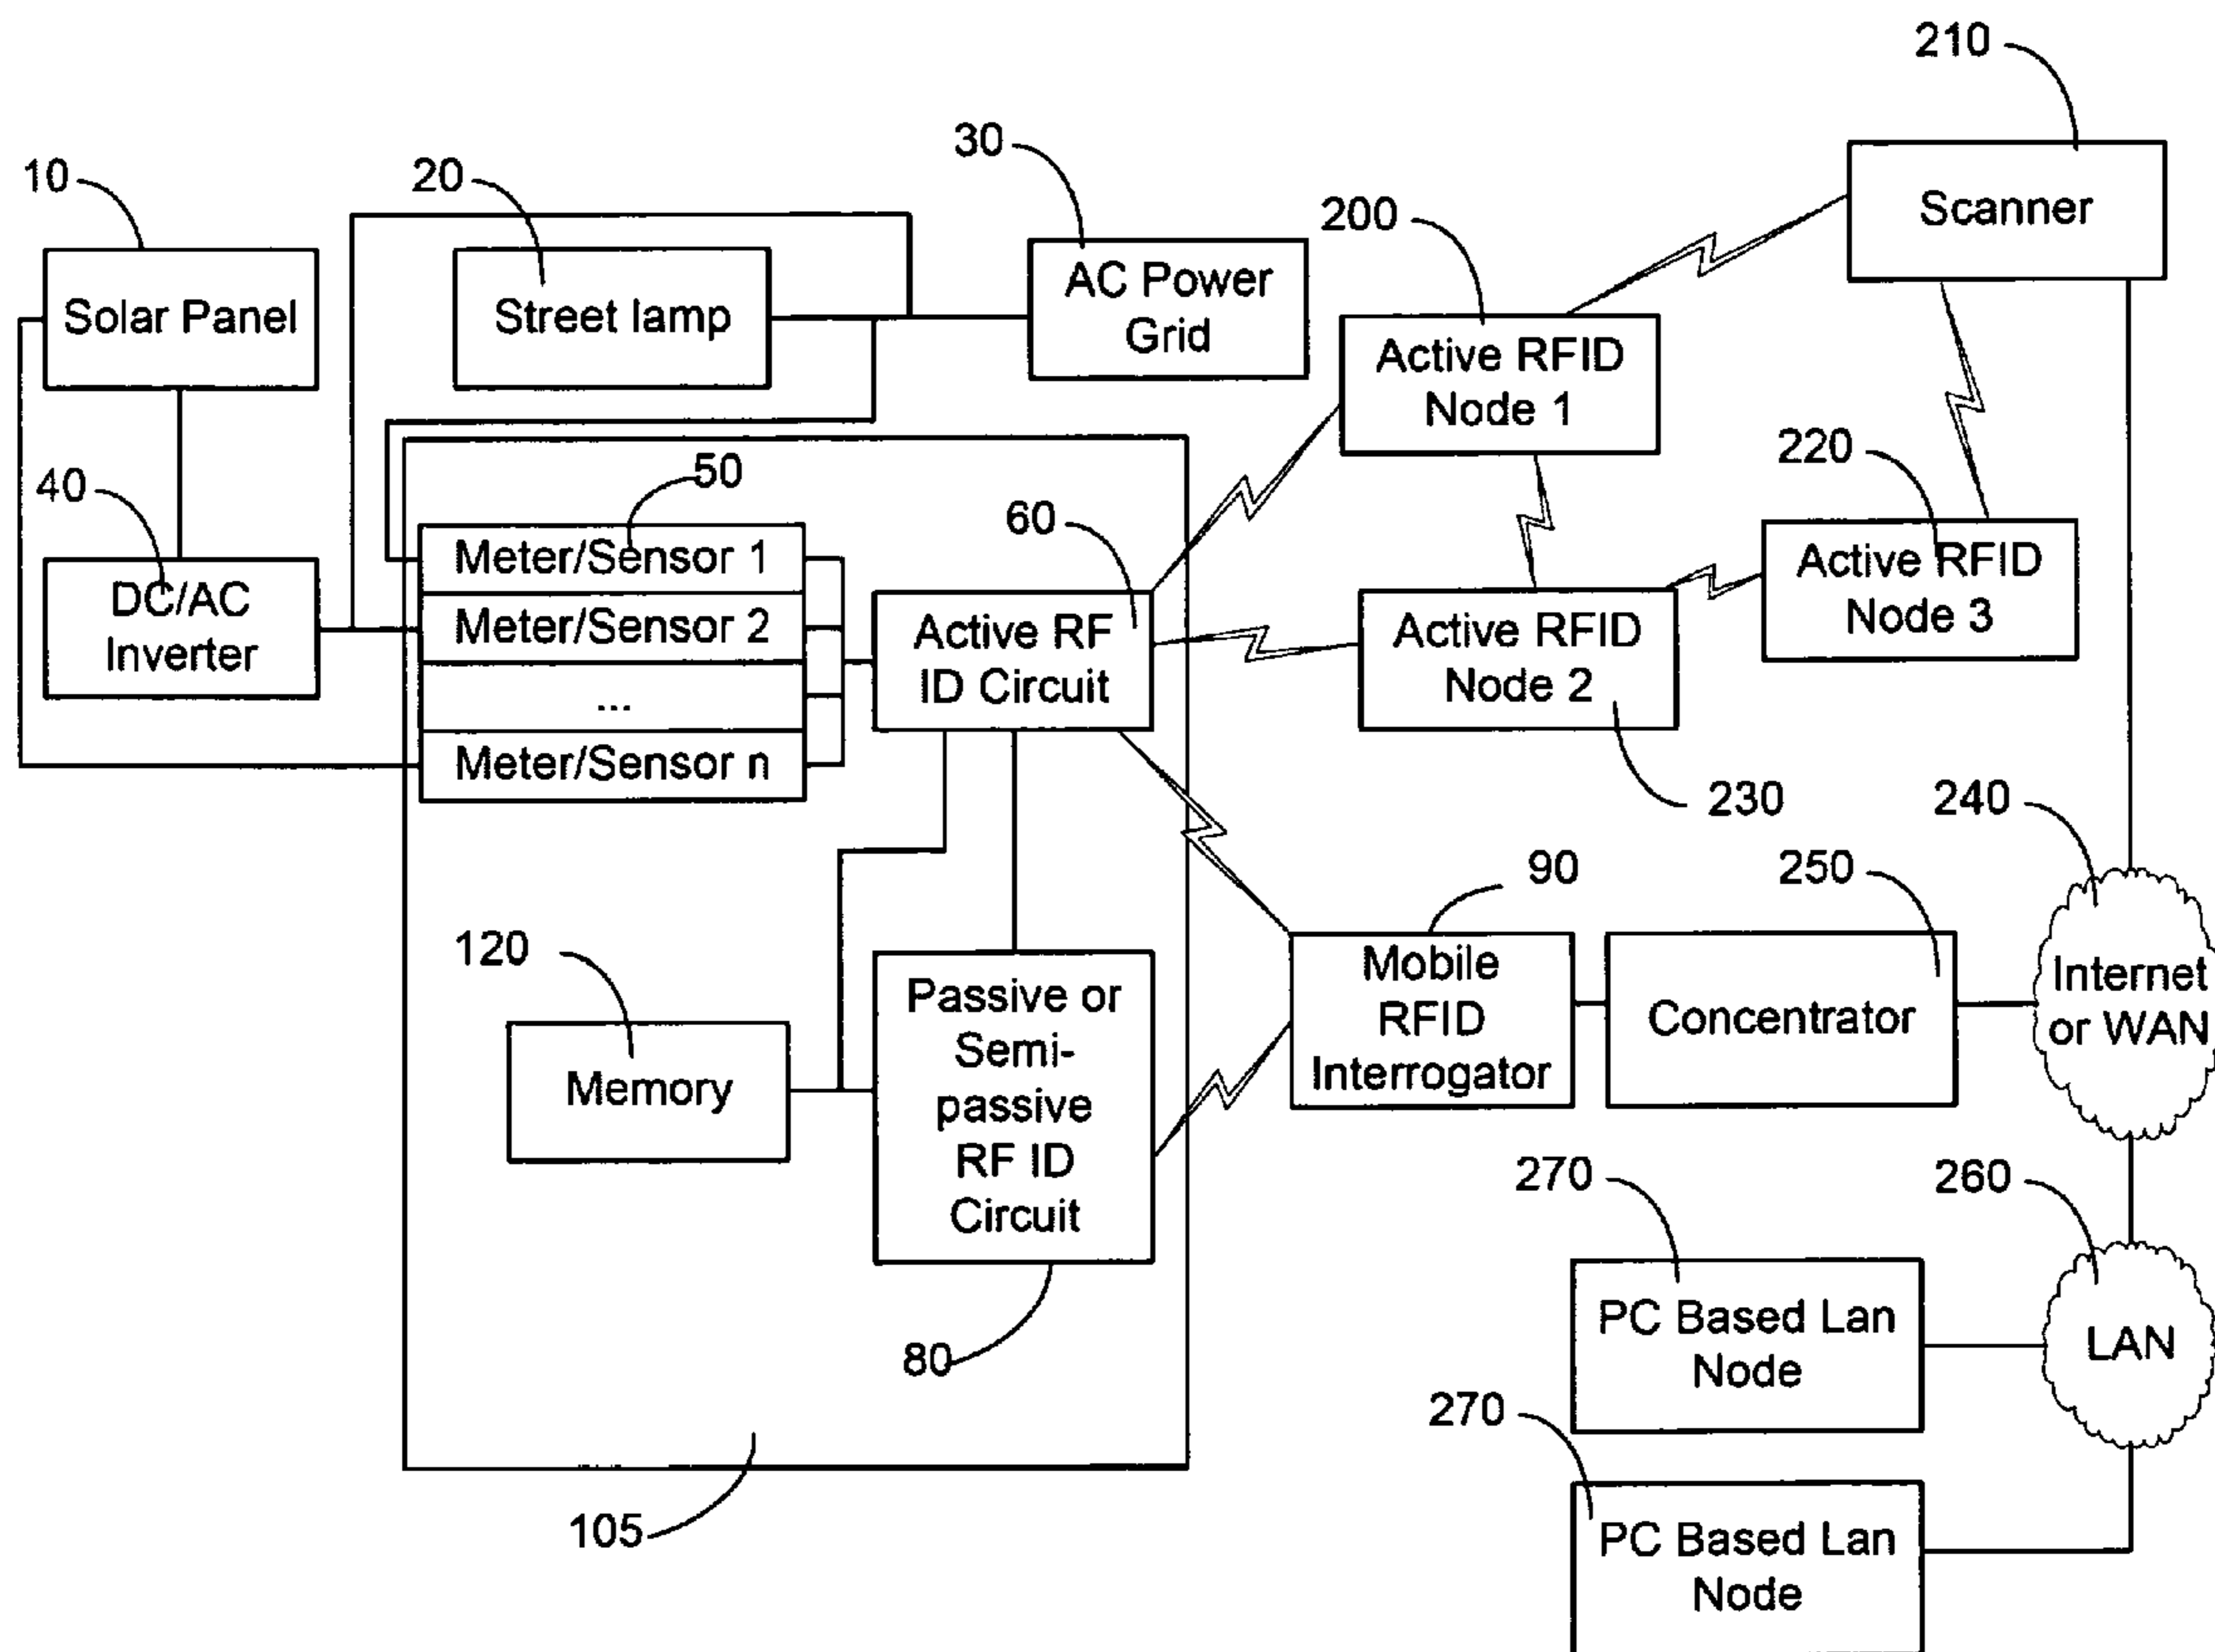 210
30
10
20
200
Scanner
Solar Panel
Street lamp
AC Power
Grid
Active RFID
Node 1
220
40
50
60
Meter/Sensor 1
DC/AC
Inverter
Meter/Sensor 2
...
Meter/Sensor n
Active RF
ID Circuit
Active RFID
Node 2
Active RFID
Node 3
230
240
90
250
120
Memory
Passive or
Semi-
passive
RF ID
Circuit
Mobile
RFID
Interrogator
Concentrator
Internet
or WAN
270
260
80
PC Based Lan
Node
LAN
270
105
PC Based Lan
Node